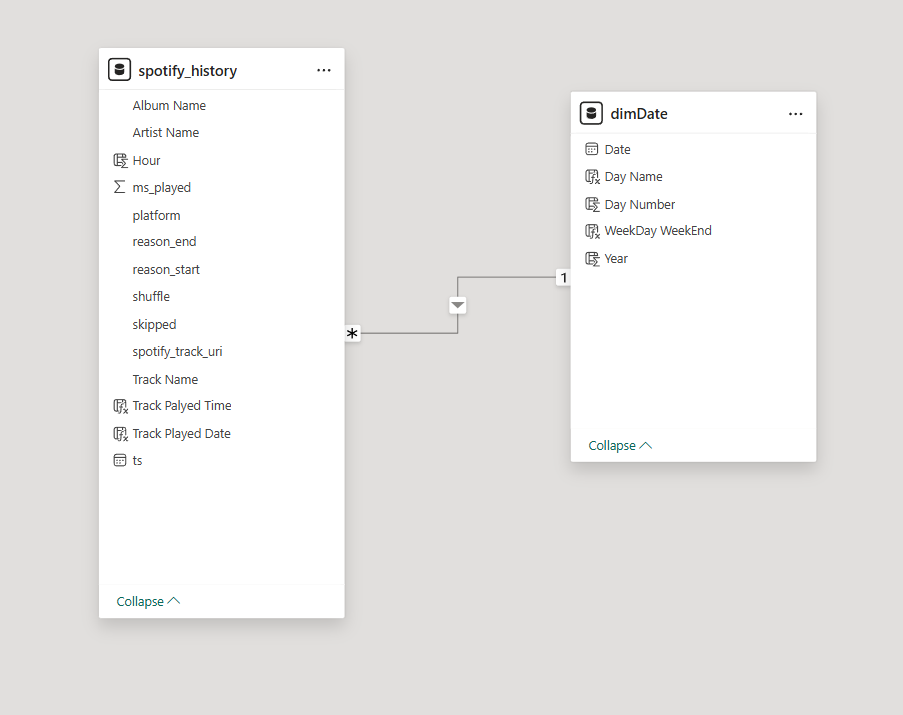 spotify_history
Album Name
Artist Name
Hour
ms_played
platform
reason_end
reason_start
shuffle
skipped
spotify_track_uri
Track Name
Track Palyed Time
Track Played Date
ts
Collapse
*
1
dimDate
Date
Day Name
Day Number
WeekDay WeekEnd
Year
Collapse